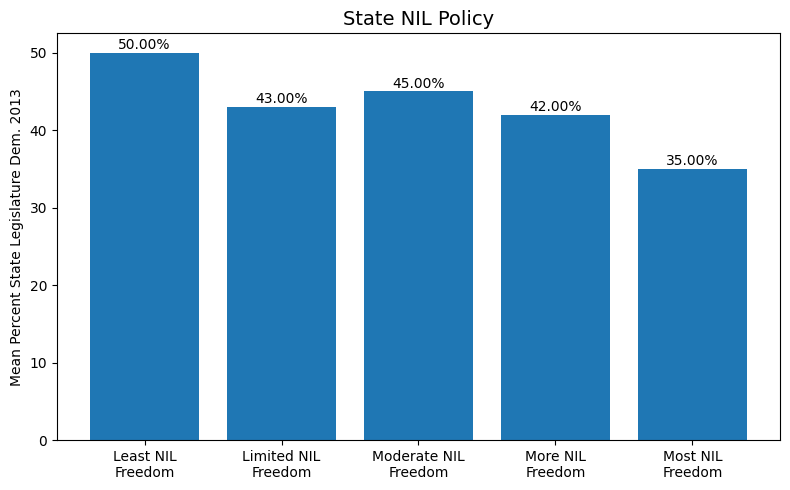 State NIL Policy
Mean Percent State Legislature Dem. 2013
50
40
30
20
10
0
50.00%
43.00%
45.00%
42.00%
35.00%
Least NIL
Freedom
Limited NIL
Freedom
Moderate NIL
Freedom
More NIL
Freedom
Most NIL
Freedom